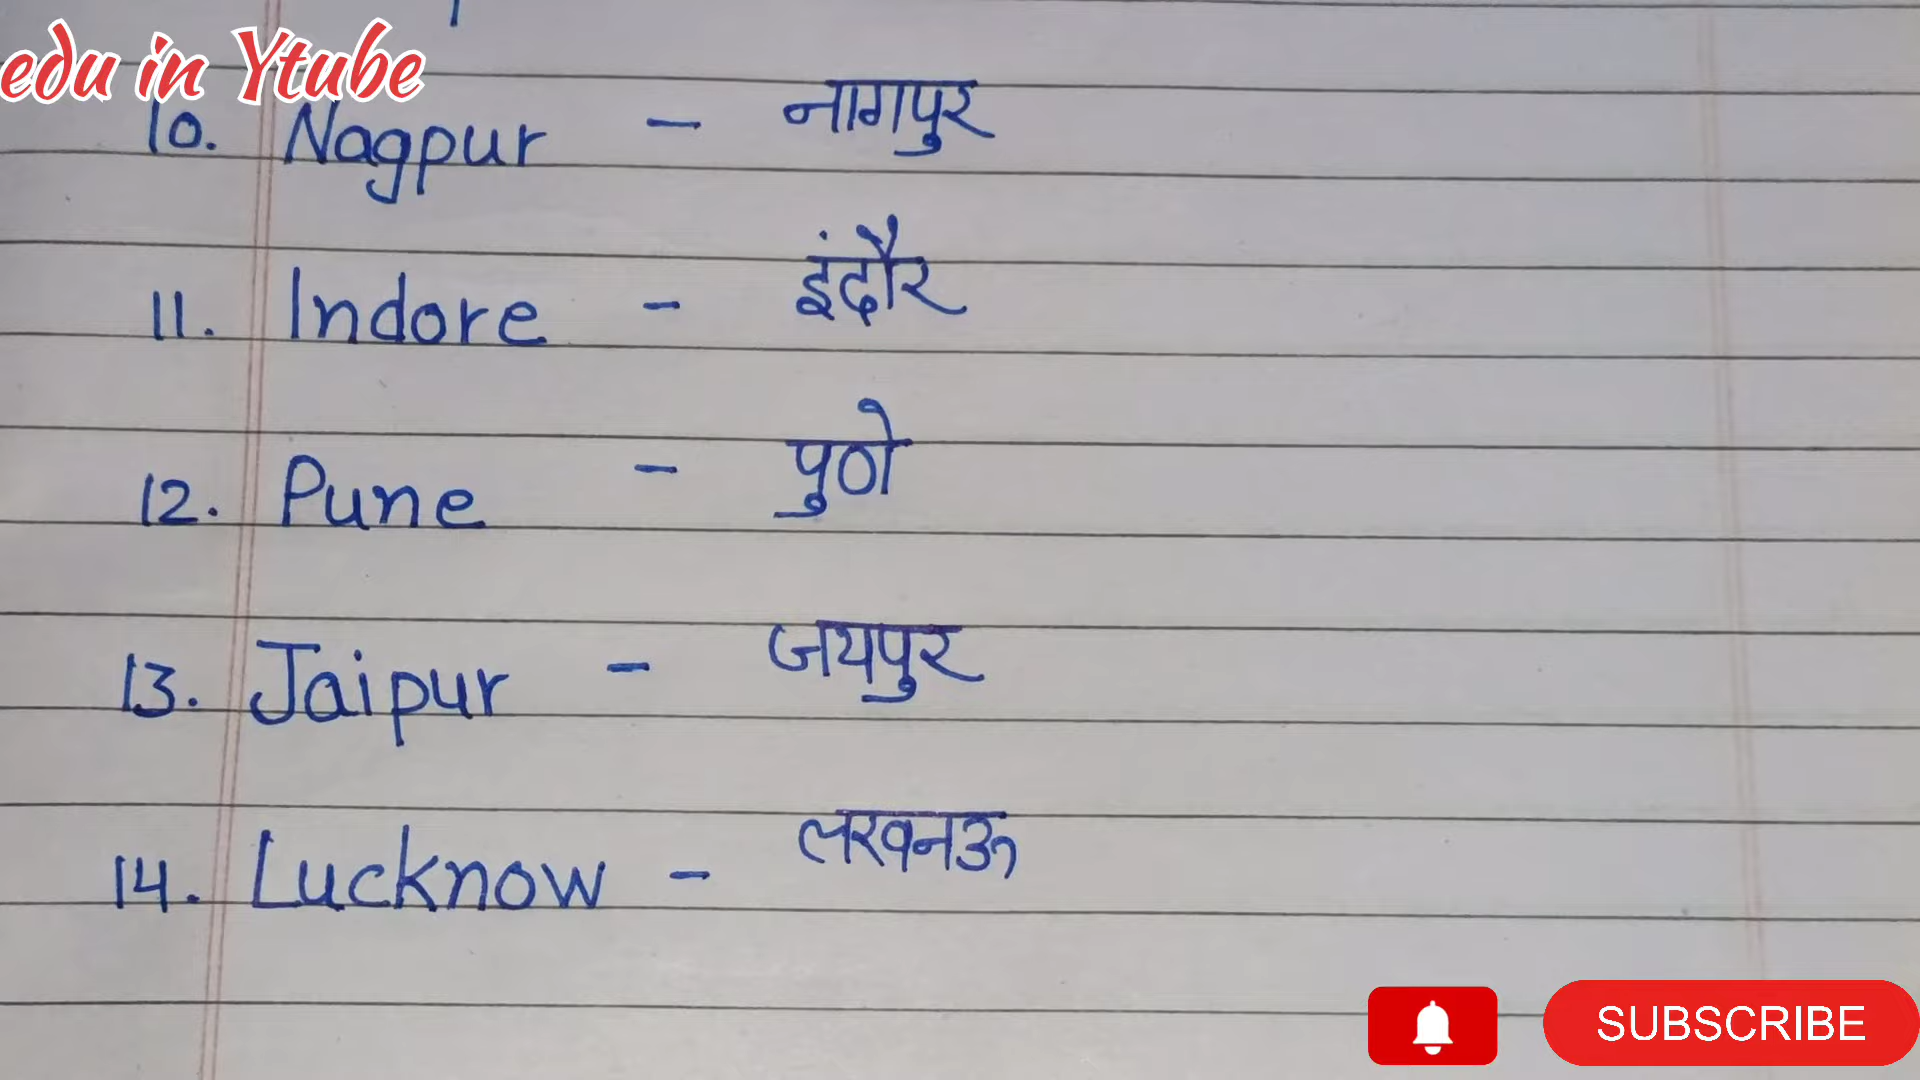 edu in Ytube
10. Nagpur - नागपुर
11. Indore - इंदौर
12. Pune - पुठो
13. Jaipur - जयपुर
14. Lucknow - लखनऊ
SUBSCRIBE